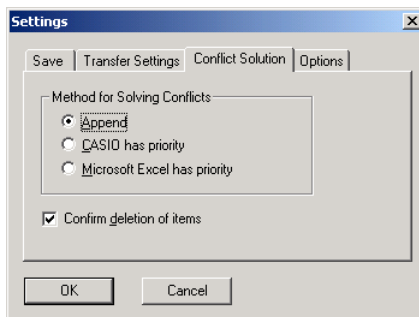 Settings
Save Transfer Settings Conflict Solution Options
Method for Solving Conflicts
Append
CASIO has priority
Microsoft Excel has priority
Confirm deletion of items
OK Cancel